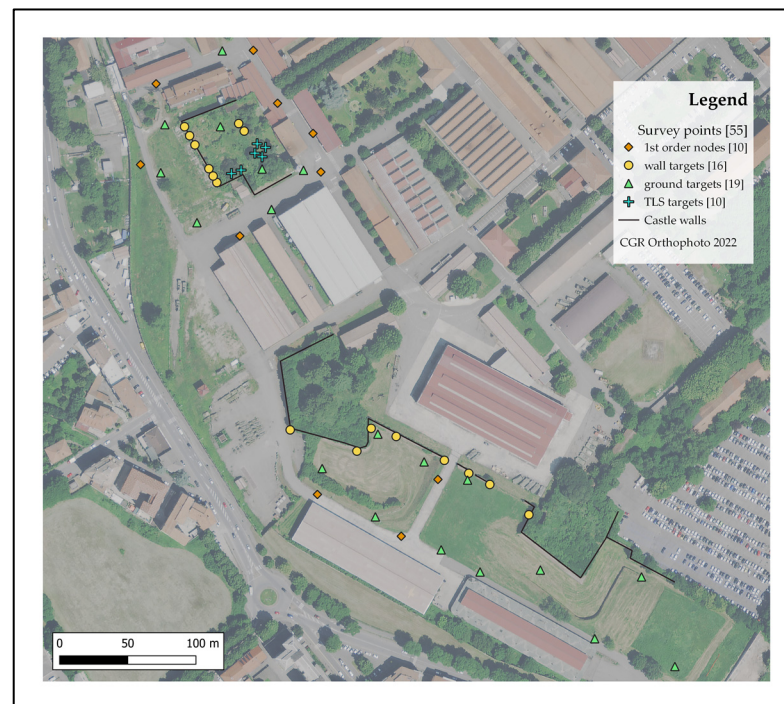 Legend
Survey points [55]
1st order nodes [10]
wall targets [16]
ground targets [19]
TLS targets [10]
Castle walls
CGR Orthophoto 2022
0 50 100 m